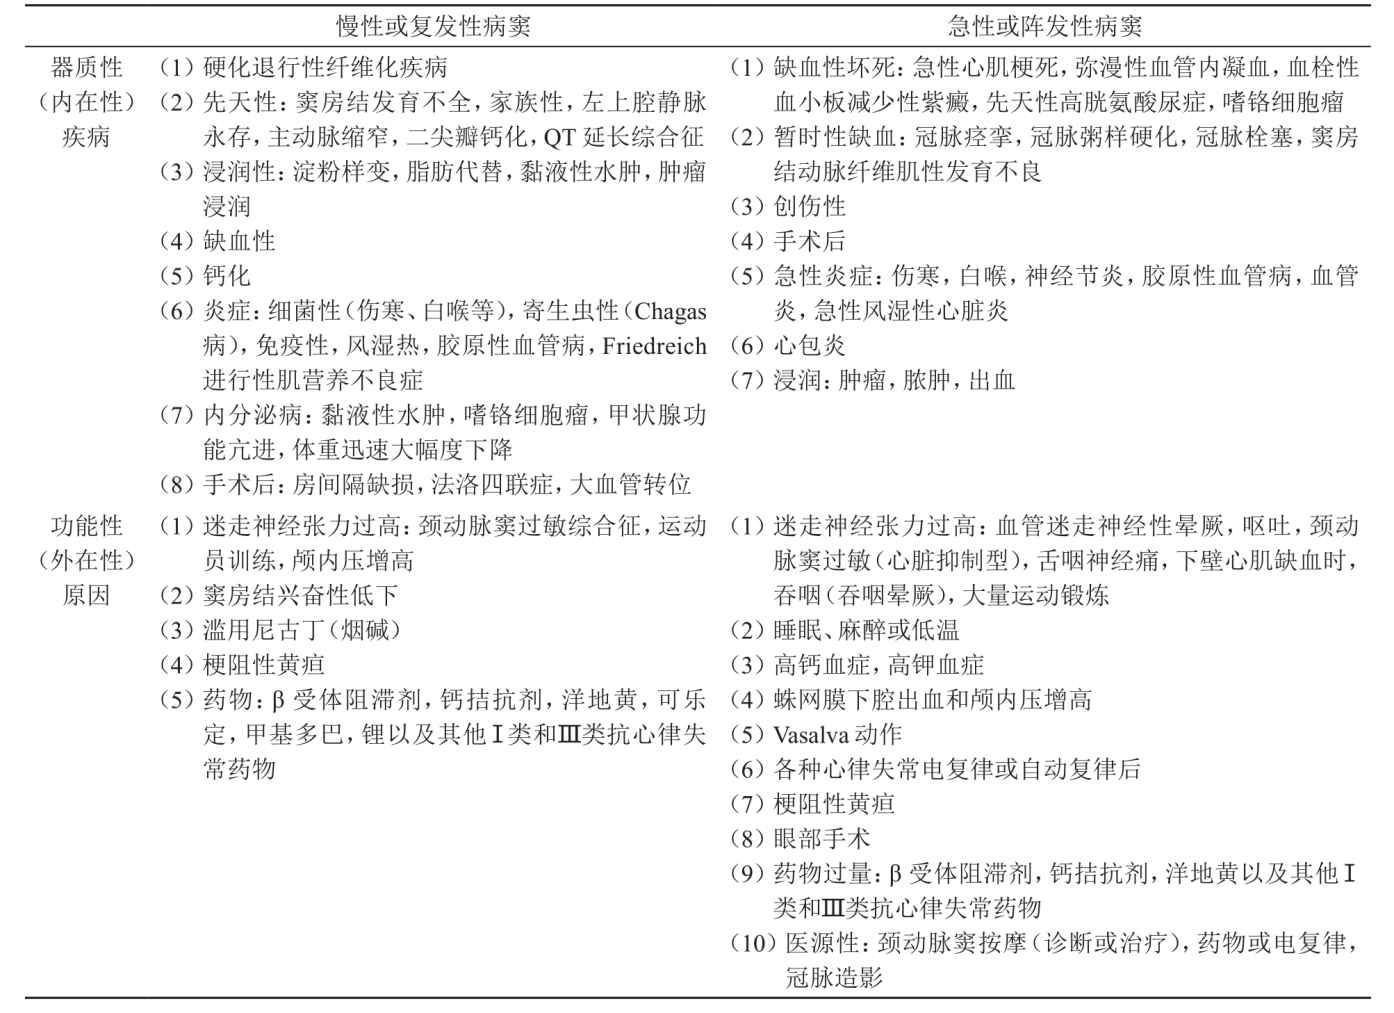 慢性或复发性病窦
急性或阵发性病窦
器质性
（内在性）
疾病
（1）硬化退行性纤维化疾病
（2）先天性：窦房结发育不全，家族性，左上腔静脉
永存，主动脉缩窄，二尖瓣钙化，QT 延长综合征
（3）浸润性：淀粉样变，脂肪代替，黏液性水肿，肿瘤
浸润
（4）缺血性
（5）钙化
（6）炎症：细菌性（伤寒、白喉等），寄生虫性（Chagas
病），免疫性，风湿热，胶原性血管病，Friedreich
进行性肌营养不良症
（7）内分泌病：黏液性水肿，嗜铬细胞瘤，甲状腺功
能亢进，体重迅速大幅度下降
（8）手术后：房间隔缺损，法洛四联症，大血管转位
（1）缺血性坏死：急性心肌梗死，弥漫性血管内凝血，血栓性
血小板减少性紫癜，先天性高胱氨酸尿症，嗜铬细胞瘤
（2）暂时性缺血：冠脉痉挛，冠脉粥样硬化，冠脉栓塞，窦房
结动脉纤维肌性发育不良
（3）创伤性
（4）手术后
（5）急性炎症：伤寒，白喉，神经节炎，胶原性血管病，血管
炎，急性风湿性心脏炎
（6）心包炎
（7）浸润：肿瘤，脓肿，出血
功能性
（外在性）
原因
（1）迷走神经张力过高：颈动脉窦过敏综合征，运动
员训练，颅内压增高
（2）窦房结兴奋性低下
（3）滥用尼古丁（烟碱）
（4）梗阻性黄疸
（5）药物：β 受体阻滞剂，钙拮抗剂，洋地黄，可乐
定，甲基多巴，锂以及其他Ⅰ类和Ⅲ类抗心律失
常药物
（1）迷走神经张力过高：血管迷走神经性晕厥，呕吐，颈动
脉窦过敏（心脏抑制型），舌咽神经痛，下壁心肌缺血时，
吞咽（吞咽晕厥），大量运动锻炼
（2）睡眠、麻醉或低温
（3）高钙血症，高钾血症
（4）蛛网膜下腔出血和颅内压增高
（5）Vasalva 动作
（6）各种心律失常电复律或自动复律后
（7）梗阻性黄疸
（8）眼部手术
（9）药物过量：β 受体阻滞剂，钙拮抗剂，洋地黄以及其他Ⅰ
类和Ⅲ类抗心律失常药物
（10）医源性：颈动脉窦按摩（诊断或治疗），药物或电复律，
冠脉造影